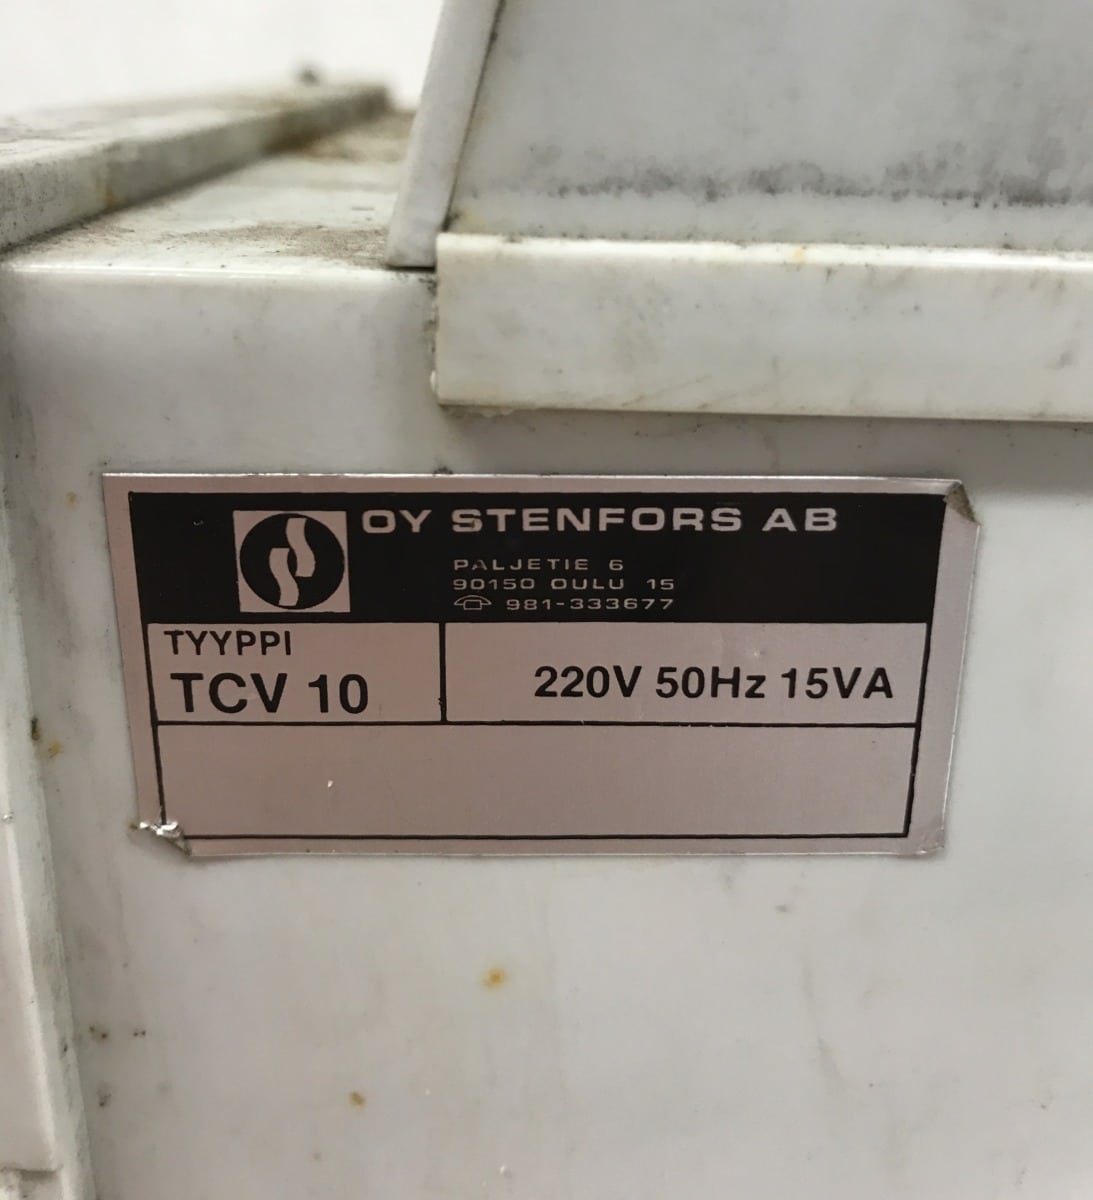 OY STENFORS AB
PALJETIE 6
90150 OULU 15
☎ 981-333677
TYYPPI
TCV 10
220V 50Hz 15VA